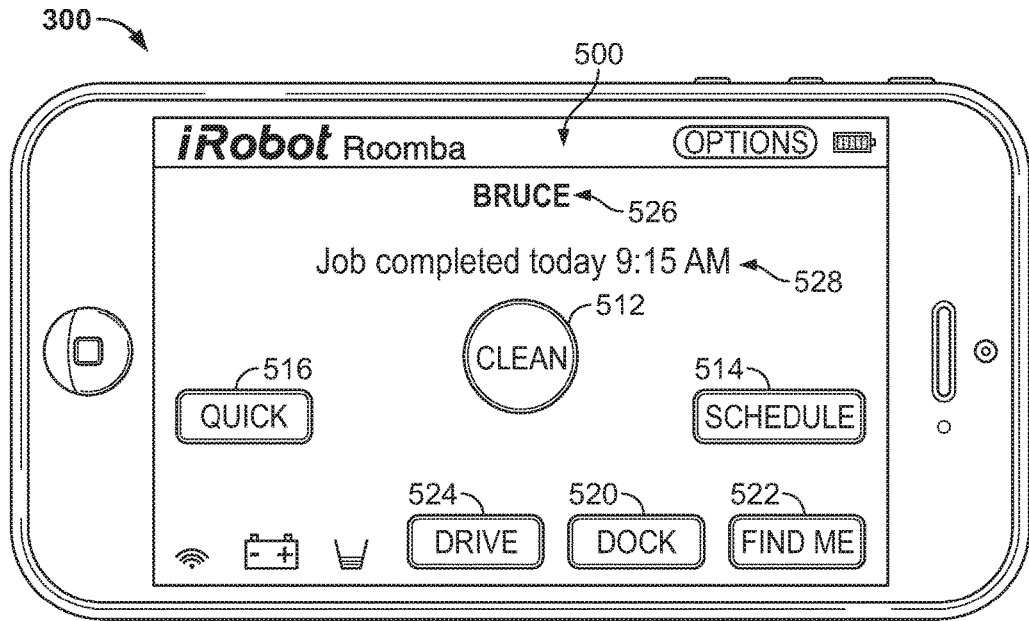 300
500
iRobot Roomba OPTIONS
BRUCE 526
Job completed today 9:15 AM 528
512
CLEAN
516 514
QUICK SCHEDULE
524 520 522
- + DRIVE DOCK FIND ME